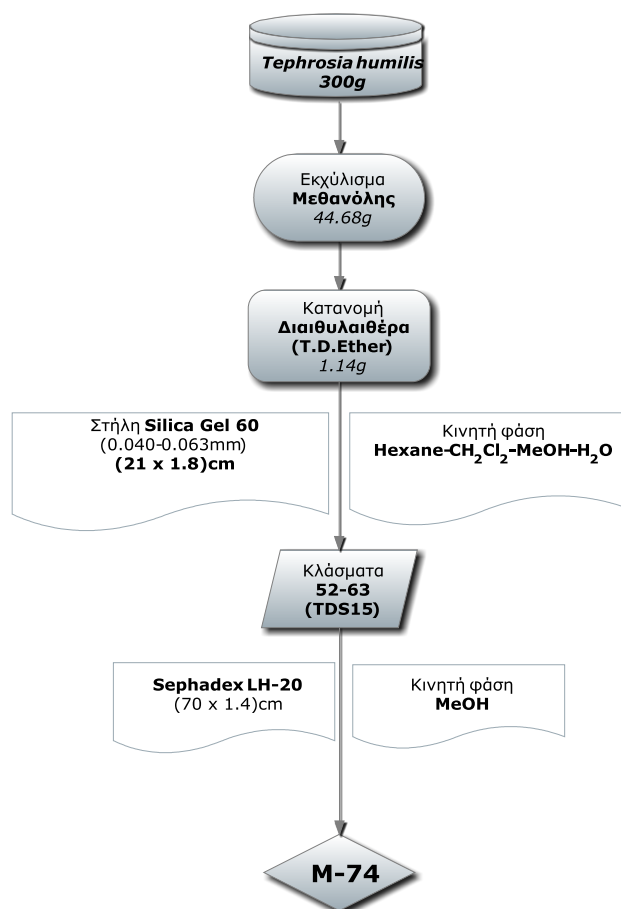 Tephrosia humilis
300g
Εκχύλισμα
Μεθανόλης
44.68g
Κατανομή
Διαιθυλαιθέρα
(T.D.Ether)
1.14g
Στήλη Silica Gel 60
(0.040-0.063mm)
(21 x 1.8)cm
Κινητή φάση
Hexane-CH₂Cl₂-MeOH-H₂O
Κλάσματα
52-63
(TDS15)
Sephadex LH-20
(70 x 1.4)cm
Κινητή φάση
MeOH
M-74